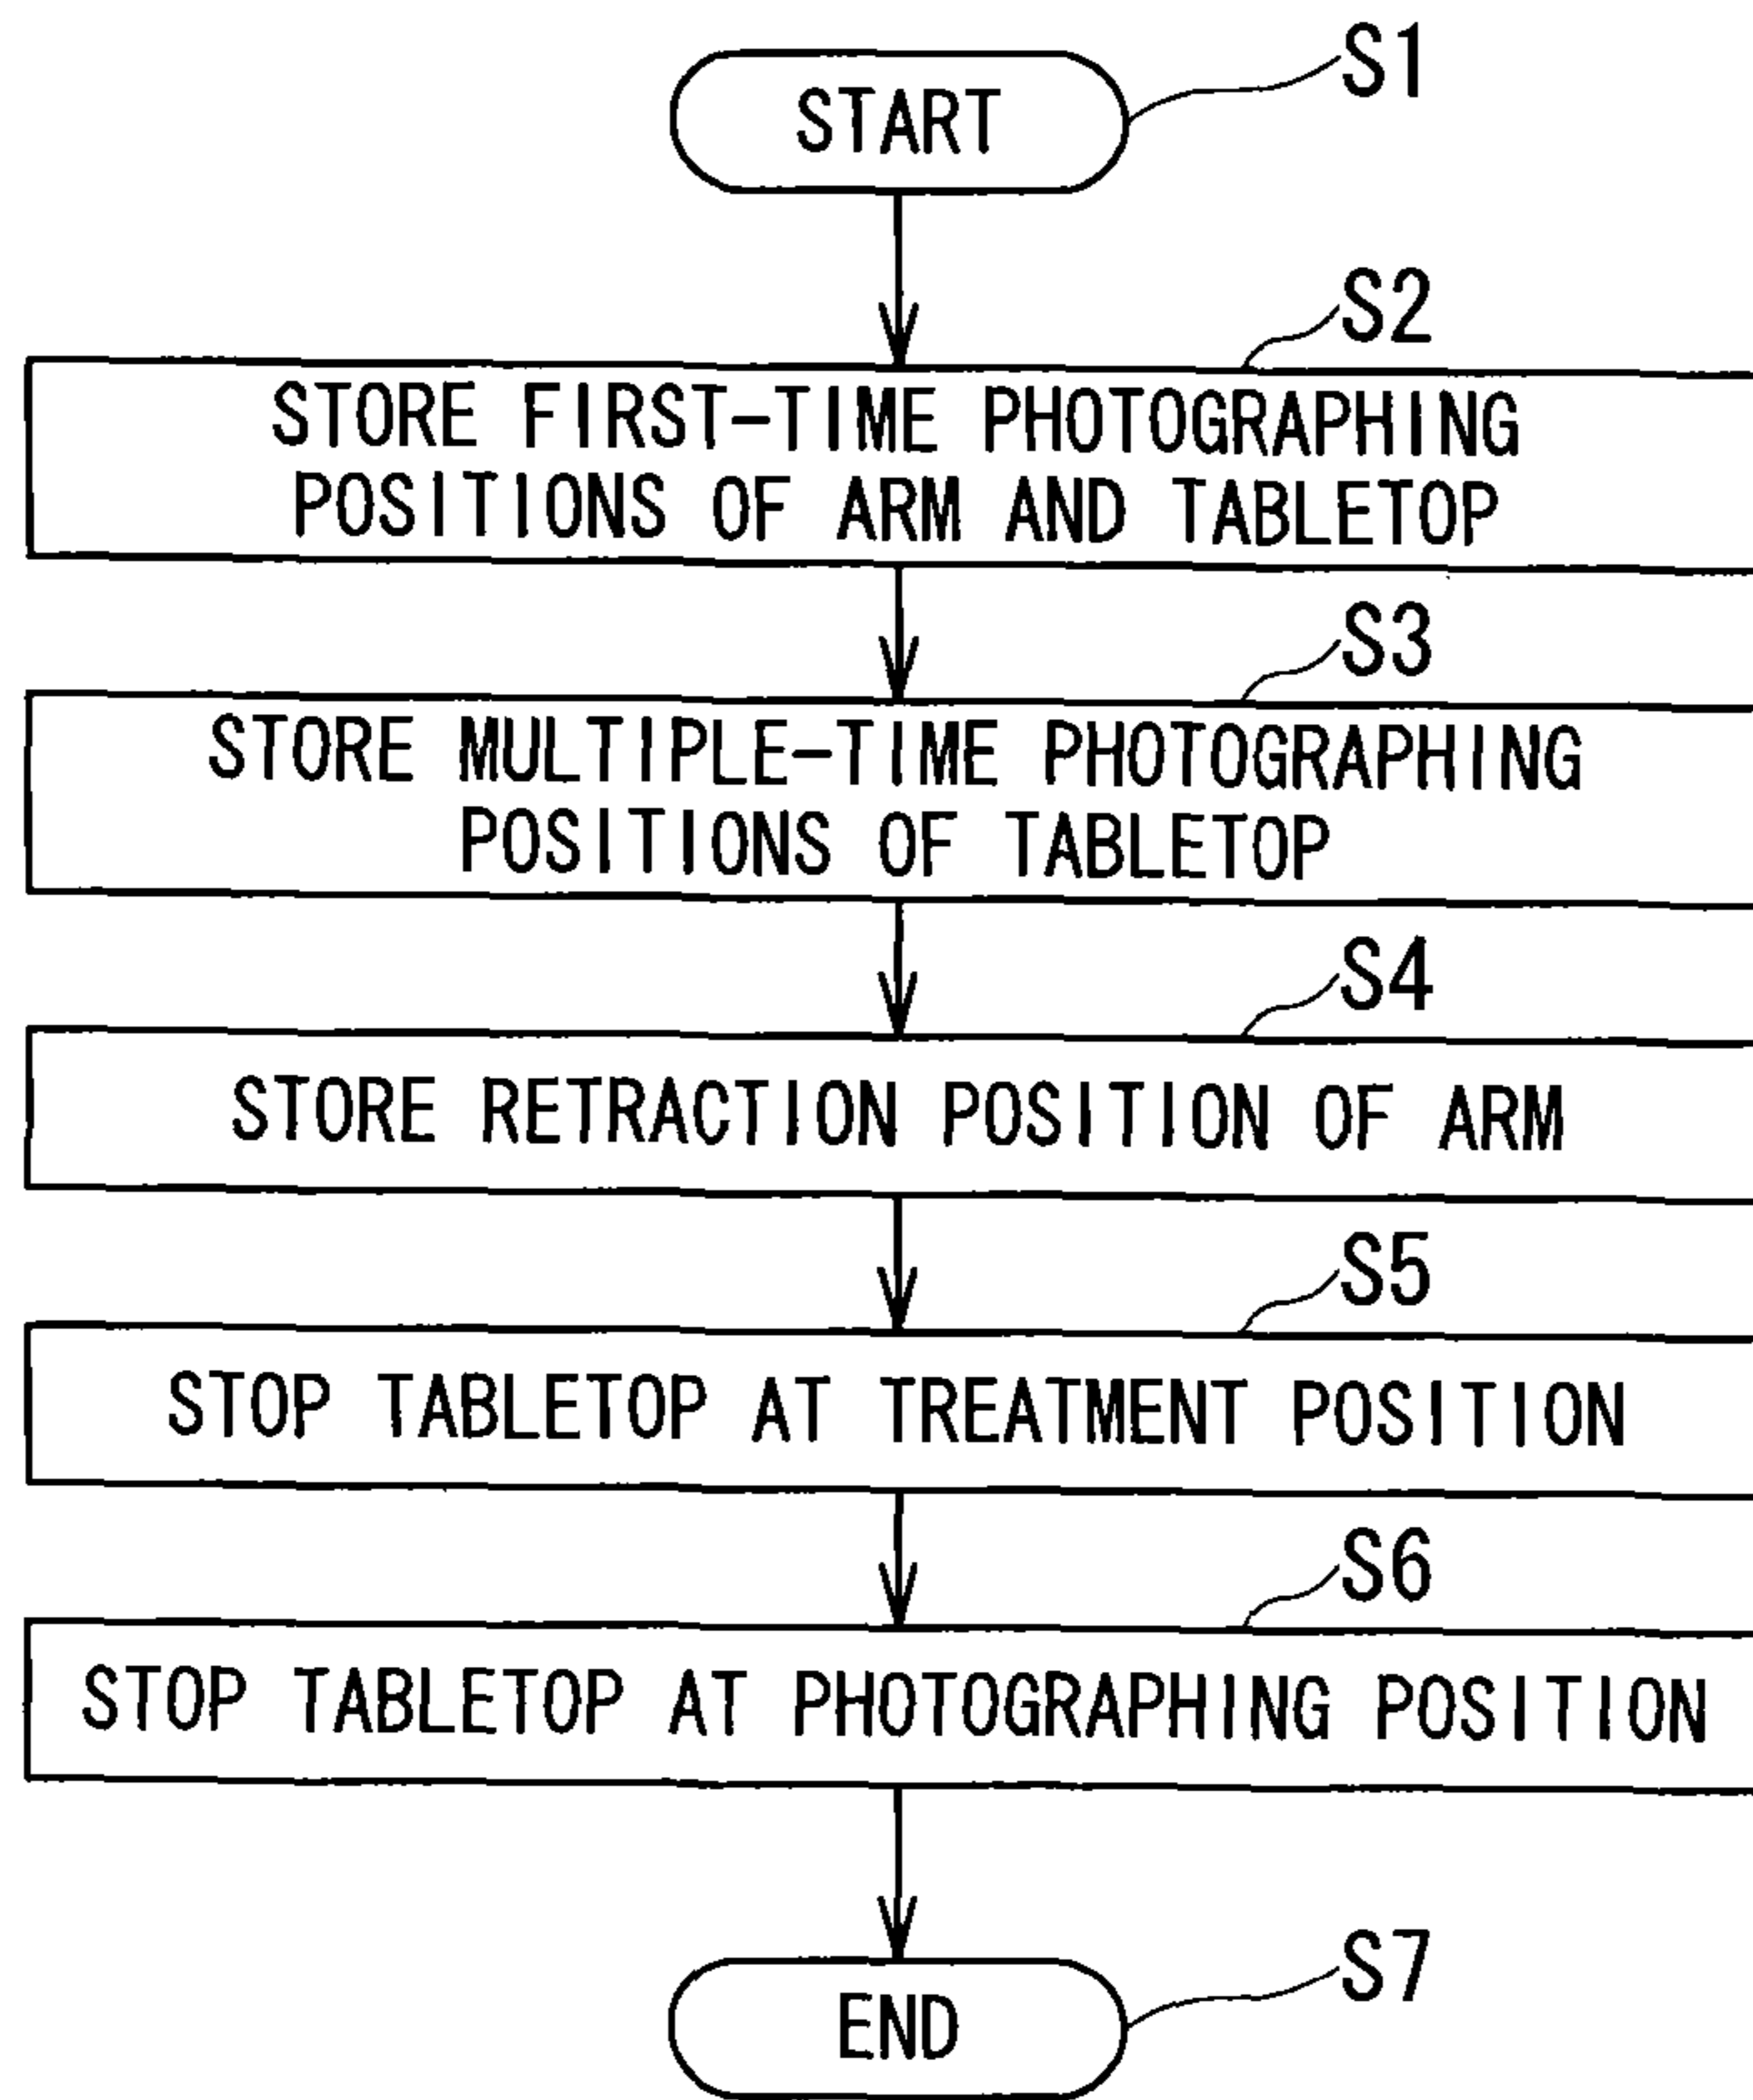 START
S1
S2
STORE FIRST-TIME PHOTOGRAPHING
POSITIONS OF ARM AND TABLETOP
S3
STORE MULTIPLE-TIME PHOTOGRAPHING
POSITIONS OF TABLETOP
S4
STORE RETRACTION POSITION OF ARM
S5
STOP TABLETOP AT TREATMENT POSITION
S6
STOP TABLETOP AT PHOTOGRAPHING POSITION
S7
END